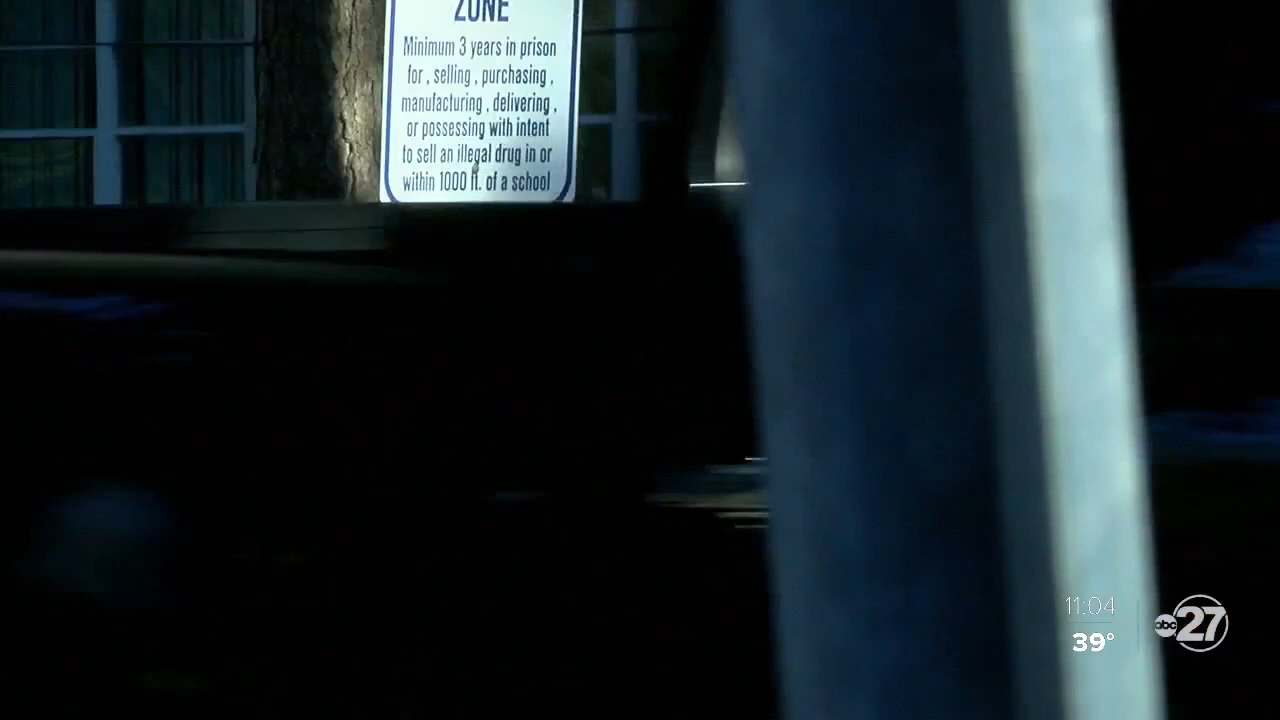 ZONE
Minimum 3 years in prison
for , selling , purchasing ,
manufacturing , delivering ,
or possessing with intent
to sell an illegal drug in or
within 1000 ft. of a school
11:04
39°
abc 27